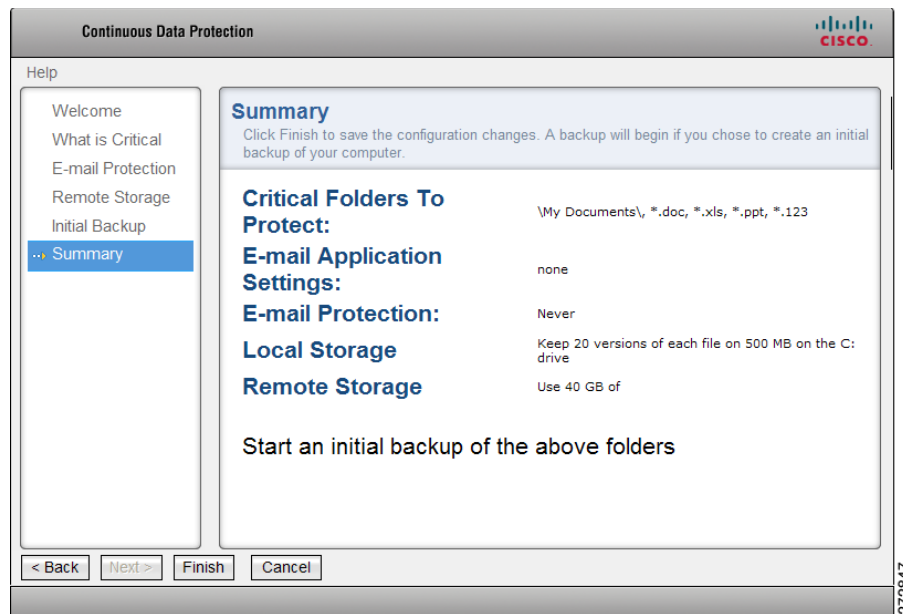 Continuous Data Protection
CISCO
Help
Welcome
What is Critical
E-mail Protection
Remote Storage
Initial Backup
Summary
Summary
Click Finish to save the configuration changes. A backup will begin if you chose to create an initial
backup of your computer.
Critical Folders To
Protect:
\My Documents\, *.doc, *.xls, *.ppt, *.123
E-mail Application
Settings:
none
E-mail Protection:
Never
Local Storage
Keep 20 versions of each file on 500 MB on the C:
drive
Remote Storage
Use 40 GB of
Start an initial backup of the above folders
< Back
Next >
Finish
Cancel